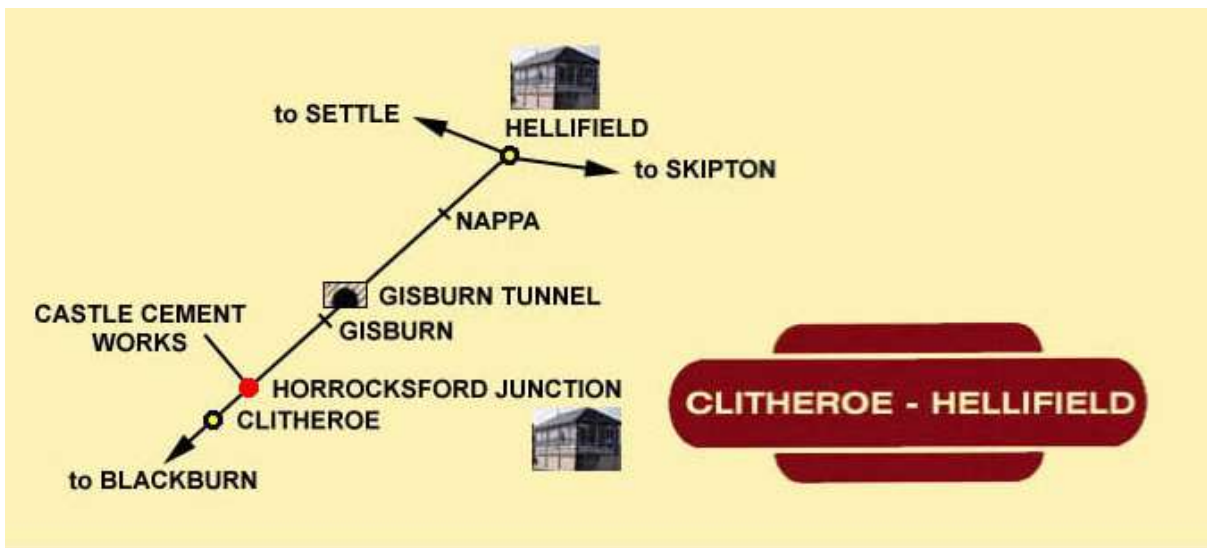 to SETTLE
HELLIFIELD
to SKIPTON
NAPPA
GISBURN TUNNEL
CASTLE CEMENT
WORKS
GISBURN
HORROCKSFORD JUNCTION
CLITHEROE
to BLACKBURN
CLITHEROE - HELLIFIELD